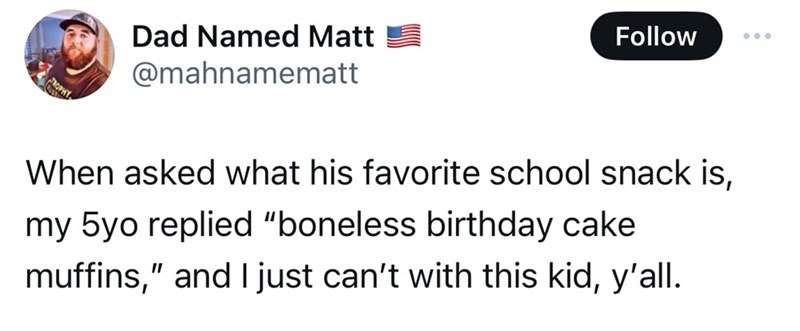 Dad Named Matt 🇺🇸
Follow
@mahnamematt
When asked what his favorite school snack is,
my 5yo replied “boneless birthday cake
muffins,” and I just can’t with this kid, y’all.